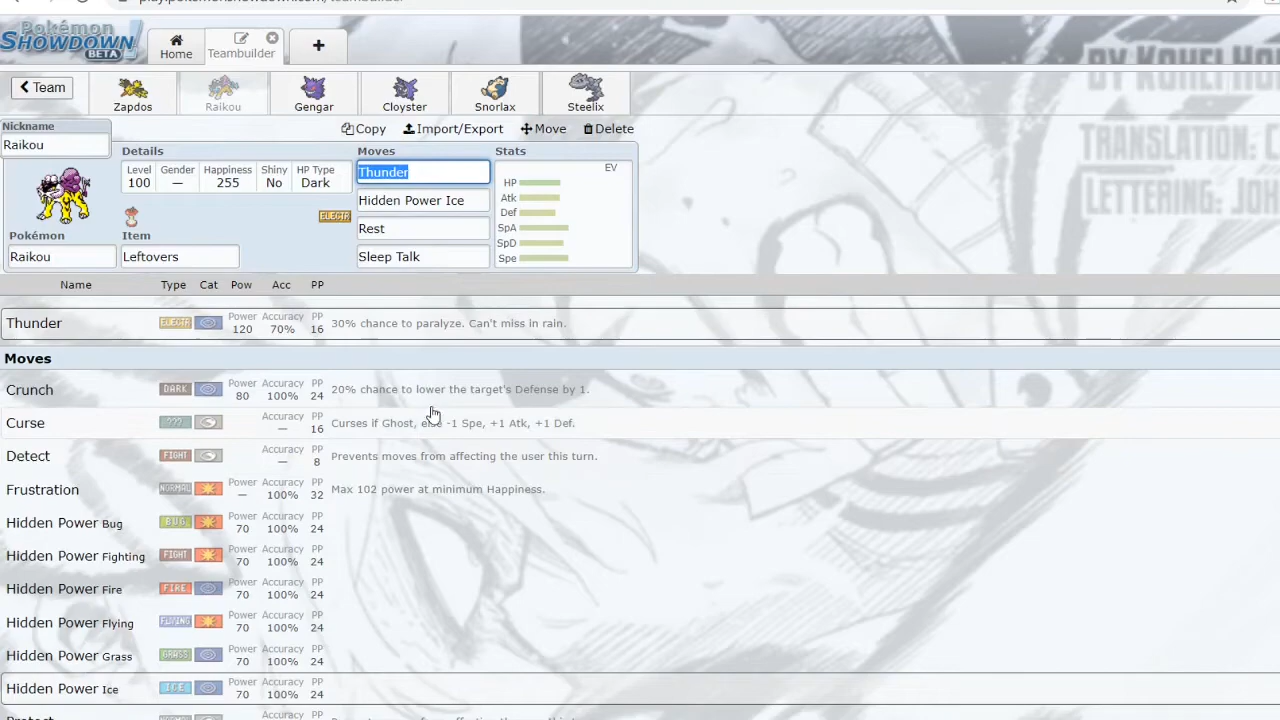 Pokémon
SHOWDOWN
BETA
Home
Teambuilder
BY KOHEI HO
TRANSLATION:
LETTERING: JOH
Team
Zapdos
Raikou
Gengar
Cloyster
Snorlax
Steelix
Nickname
Raikou
Copy
Import/Export
Move
Delete
Details
Moves
Stats
Level
100
Gender
—
Happiness
255
Shiny
No
HP Type
Dark
Thunder
Hidden Power Ice
Rest
Sleep Talk
EV
HP
Atk
Def
SpA
SpD
Spe
ELECTR
Pokémon
Raikou
Item
Leftovers
Name Type Cat Pow Acc PP
Thunder ELECTR Power 120 Accuracy 70% PP 16 30% chance to paralyze. Can't miss in rain.
Moves
Crunch DARK Power 80 Accuracy 100% PP 24 20% chance to lower the target's Defense by 1.
Curse ??? Accuracy — PP 16 Curses if Ghost, else -1 Spe, +1 Atk, +1 Def.
Detect FIGHT Accuracy — PP 8 Prevents moves from affecting the user this turn.
Frustration NORMAL Power — Accuracy 100% PP 32 Max 102 power at minimum Happiness.
Hidden Power Bug BUG Power 70 Accuracy 100% PP 24
Hidden Power Fighting FIGHT Power 70 Accuracy 100% PP 24
Hidden Power Fire FIRE Power 70 Accuracy 100% PP 24
Hidden Power Flying FLYING Power 70 Accuracy 100% PP 24
Hidden Power Grass GRASS Power 70 Accuracy 100% PP 24
Hidden Power Ice ICE Power 70 Accuracy 100% PP 24
Accuracy PP